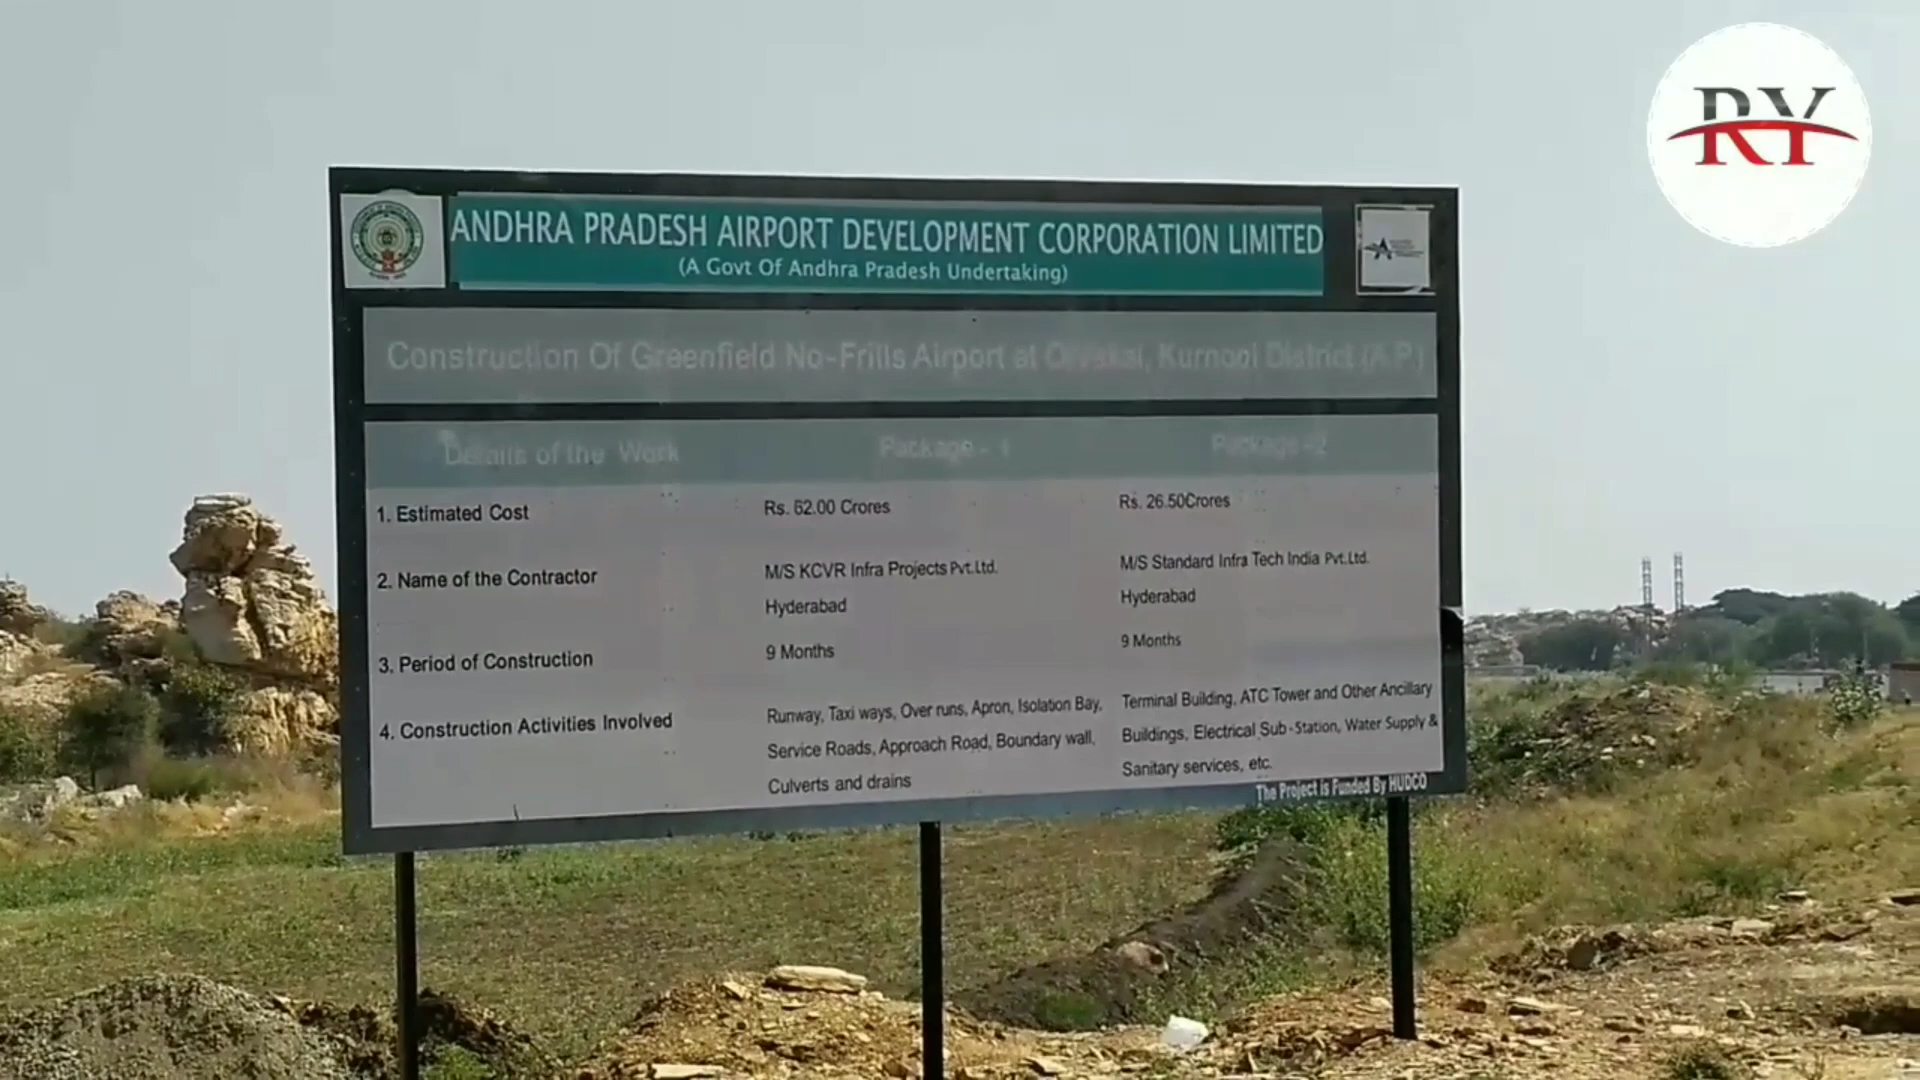 RY
ANDHRA PRADESH AIRPORT DEVELOPMENT CORPORATION LIMITED
(A Govt Of Andhra Pradesh Undertaking)
Construction Of Greenfield No-Frills Airport at Orvakal, Kurnool District (A.P.)
Details of the Work Package - 1 Package -2
1. Estimated Cost Rs. 62.00 Crores Rs. 26.50Crores
2. Name of the Contractor M/S KCVR Infra Projects Pvt.Ltd. M/S Standard Infra Tech India Pvt.Ltd.
Hyderabad Hyderabad
3. Period of Construction 9 Months 9 Months
4. Construction Activities Involved Runway, Taxi ways, Over runs, Apron, Isolation Bay, Terminal Building, ATC Tower and Other Ancillary
Service Roads, Approach Road, Boundary wall, Buildings, Electrical Sub-Station, Water Supply &
Culverts and drains Sanitary services, etc.
The Project is Funded By HUDCO